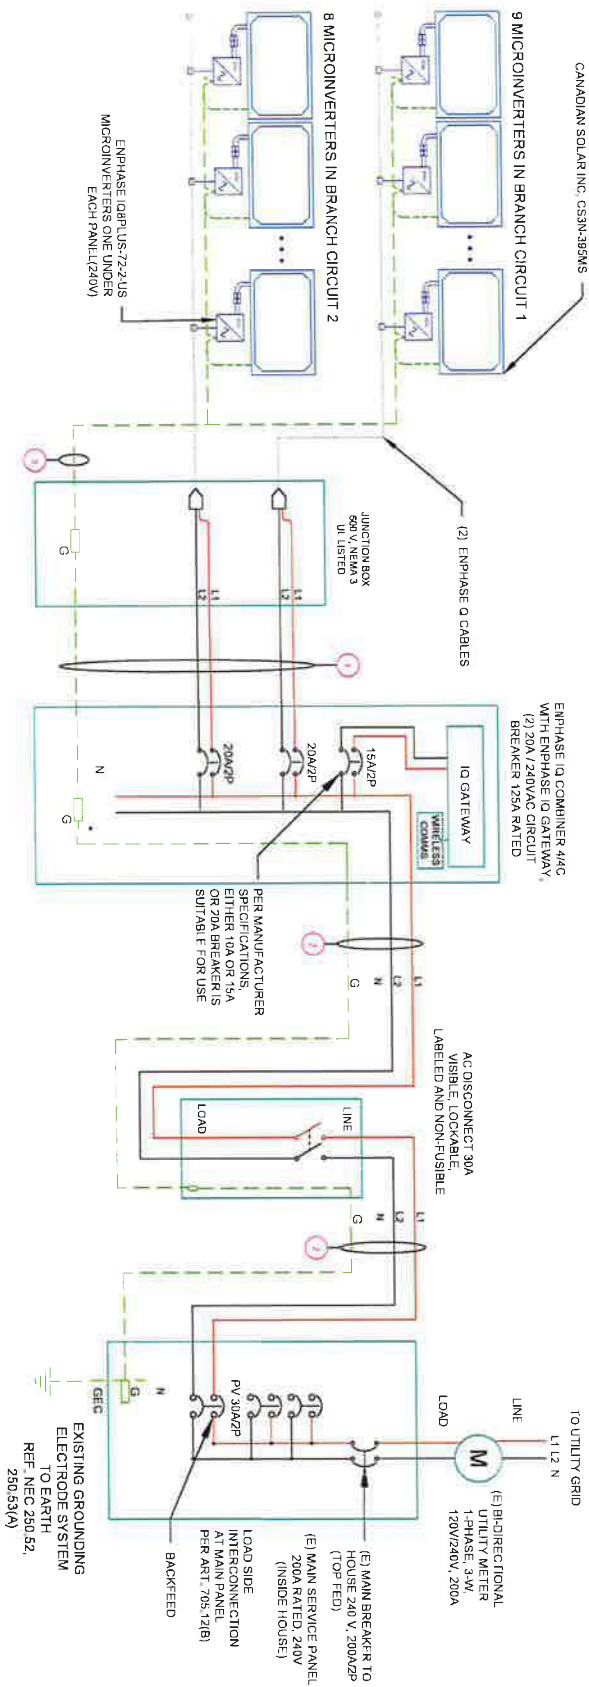 CANADIAN SOLAR INC, CS3N-395MS
9 MICROINVERTERS IN BRANCH CIRCUIT 1
8 MICROINVERTERS IN BRANCH CIRCUIT 2
ENPHASE IQ8PLUS-72-2-US
MICROINVERTERS ONE UNDER
EACH PANEL(240V)
(2) ENPHASE Q CABLES
JUNCTION BOX
600 V, NEMA 3
UL LISTED
L1
L2
L1
L2
G
ENPHASE IQ COMBINER 4/4C
WITH ENPHASE IQ GATEWAY,
(2) 20A / 240VAC CIRCUIT
BREAKER 125A RATED
IQ GATEWAY
WIRELESS
COMMS
15A/2P
20A/2P
20A/2P
N
G
PER MANUFACTURER
SPECIFICATIONS,
EITHER 10A OR 15A
OR 20A BREAKER IS
SUITABLE FOR USE
2
L1
L2
N
G
AC DISCONNECT 30A
VISIBLE, LOCKABLE,
LABELED AND NON-FUSIBLE
LINE
LOAD
L1
L2
N
G
TO UTILITY GRID
L1 L2 N
LINE
LOAD
M
(E) BI-DIRECTIONAL
UTILITY METER
1-PHASE, 3-W,
120V/240V, 200A
(E) MAIN BREAKER TO
HOUSE 240 V, 200A/2P
(TOP FED)
(E) MAIN SERVICE PANEL
200A RATED, 240V
(INSIDE HOUSE)
PV 30A/2P
LOAD SIDE
INTERCONNECTION
AT MAIN PANEL
PER ART. 705.12(B)
BACKFEED
N
G
GEC
EXISTING GROUNDING
ELECTRODE SYSTEM
TO EARTH
REF. NEC 250.52,
250.53(A)